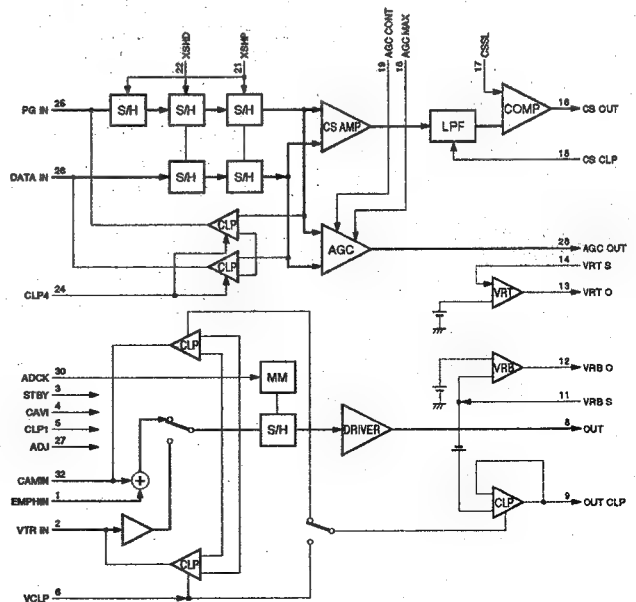 22 XSHD
21 XSHP
19 AGC CONT
18 AGC MAX
17 CSSL
PG IN 25
S/H
S/H
S/H
CS AMP
LPF
COMP
16 CS OUT
15 CS CLP
DATA IN 26
S/H
S/H
CLP
CLP
AGC
28 AGC OUT
14 VRT S
VRT
13 VRT O
CLP4 24
CLP
VRB
12 VRB O
11 VRB S
ADCK 30
STBY 3
CAVI 4
CLP1 5
ADJ 27
MM
S/H
DRIVER
8 OUT
CAMIN 32
+
EMPHIN 1
VTR IN 2
CLP
CLP
9 OUT CLP
VCLP 6